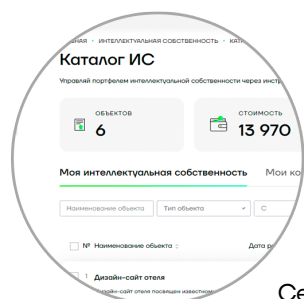 ИНТЕЛЛЕКТУАЛЬНАЯ СОБСТВЕННОСТЬ
Каталог ИС
Управляй портфелем интеллектуальной собственности через
ОБЪЕКТОВ
6
СТОИМОСТЬ
13 970
Моя интеллектуальная собственность Мои
Наименование объекта Тип объекта С
№ Наименование объекта Дата
1 Дизайн-сайт отеля
Дизайн-сайт отеля посвящен
Се